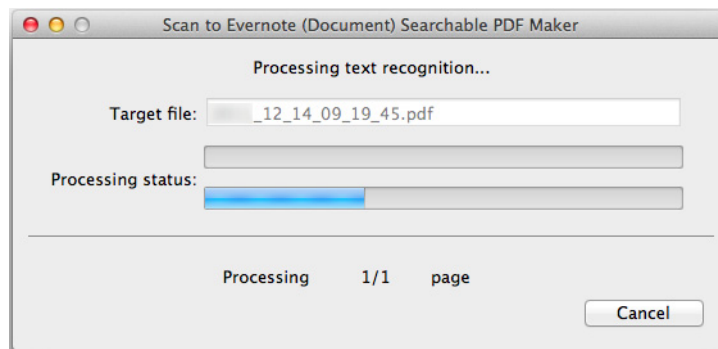 Scan to Evernote (Document) Searchable PDF Maker
Processing text recognition...
Target file: _12_14_09_19_45.pdf
Processing status:
Processing 1/1 page
Cancel